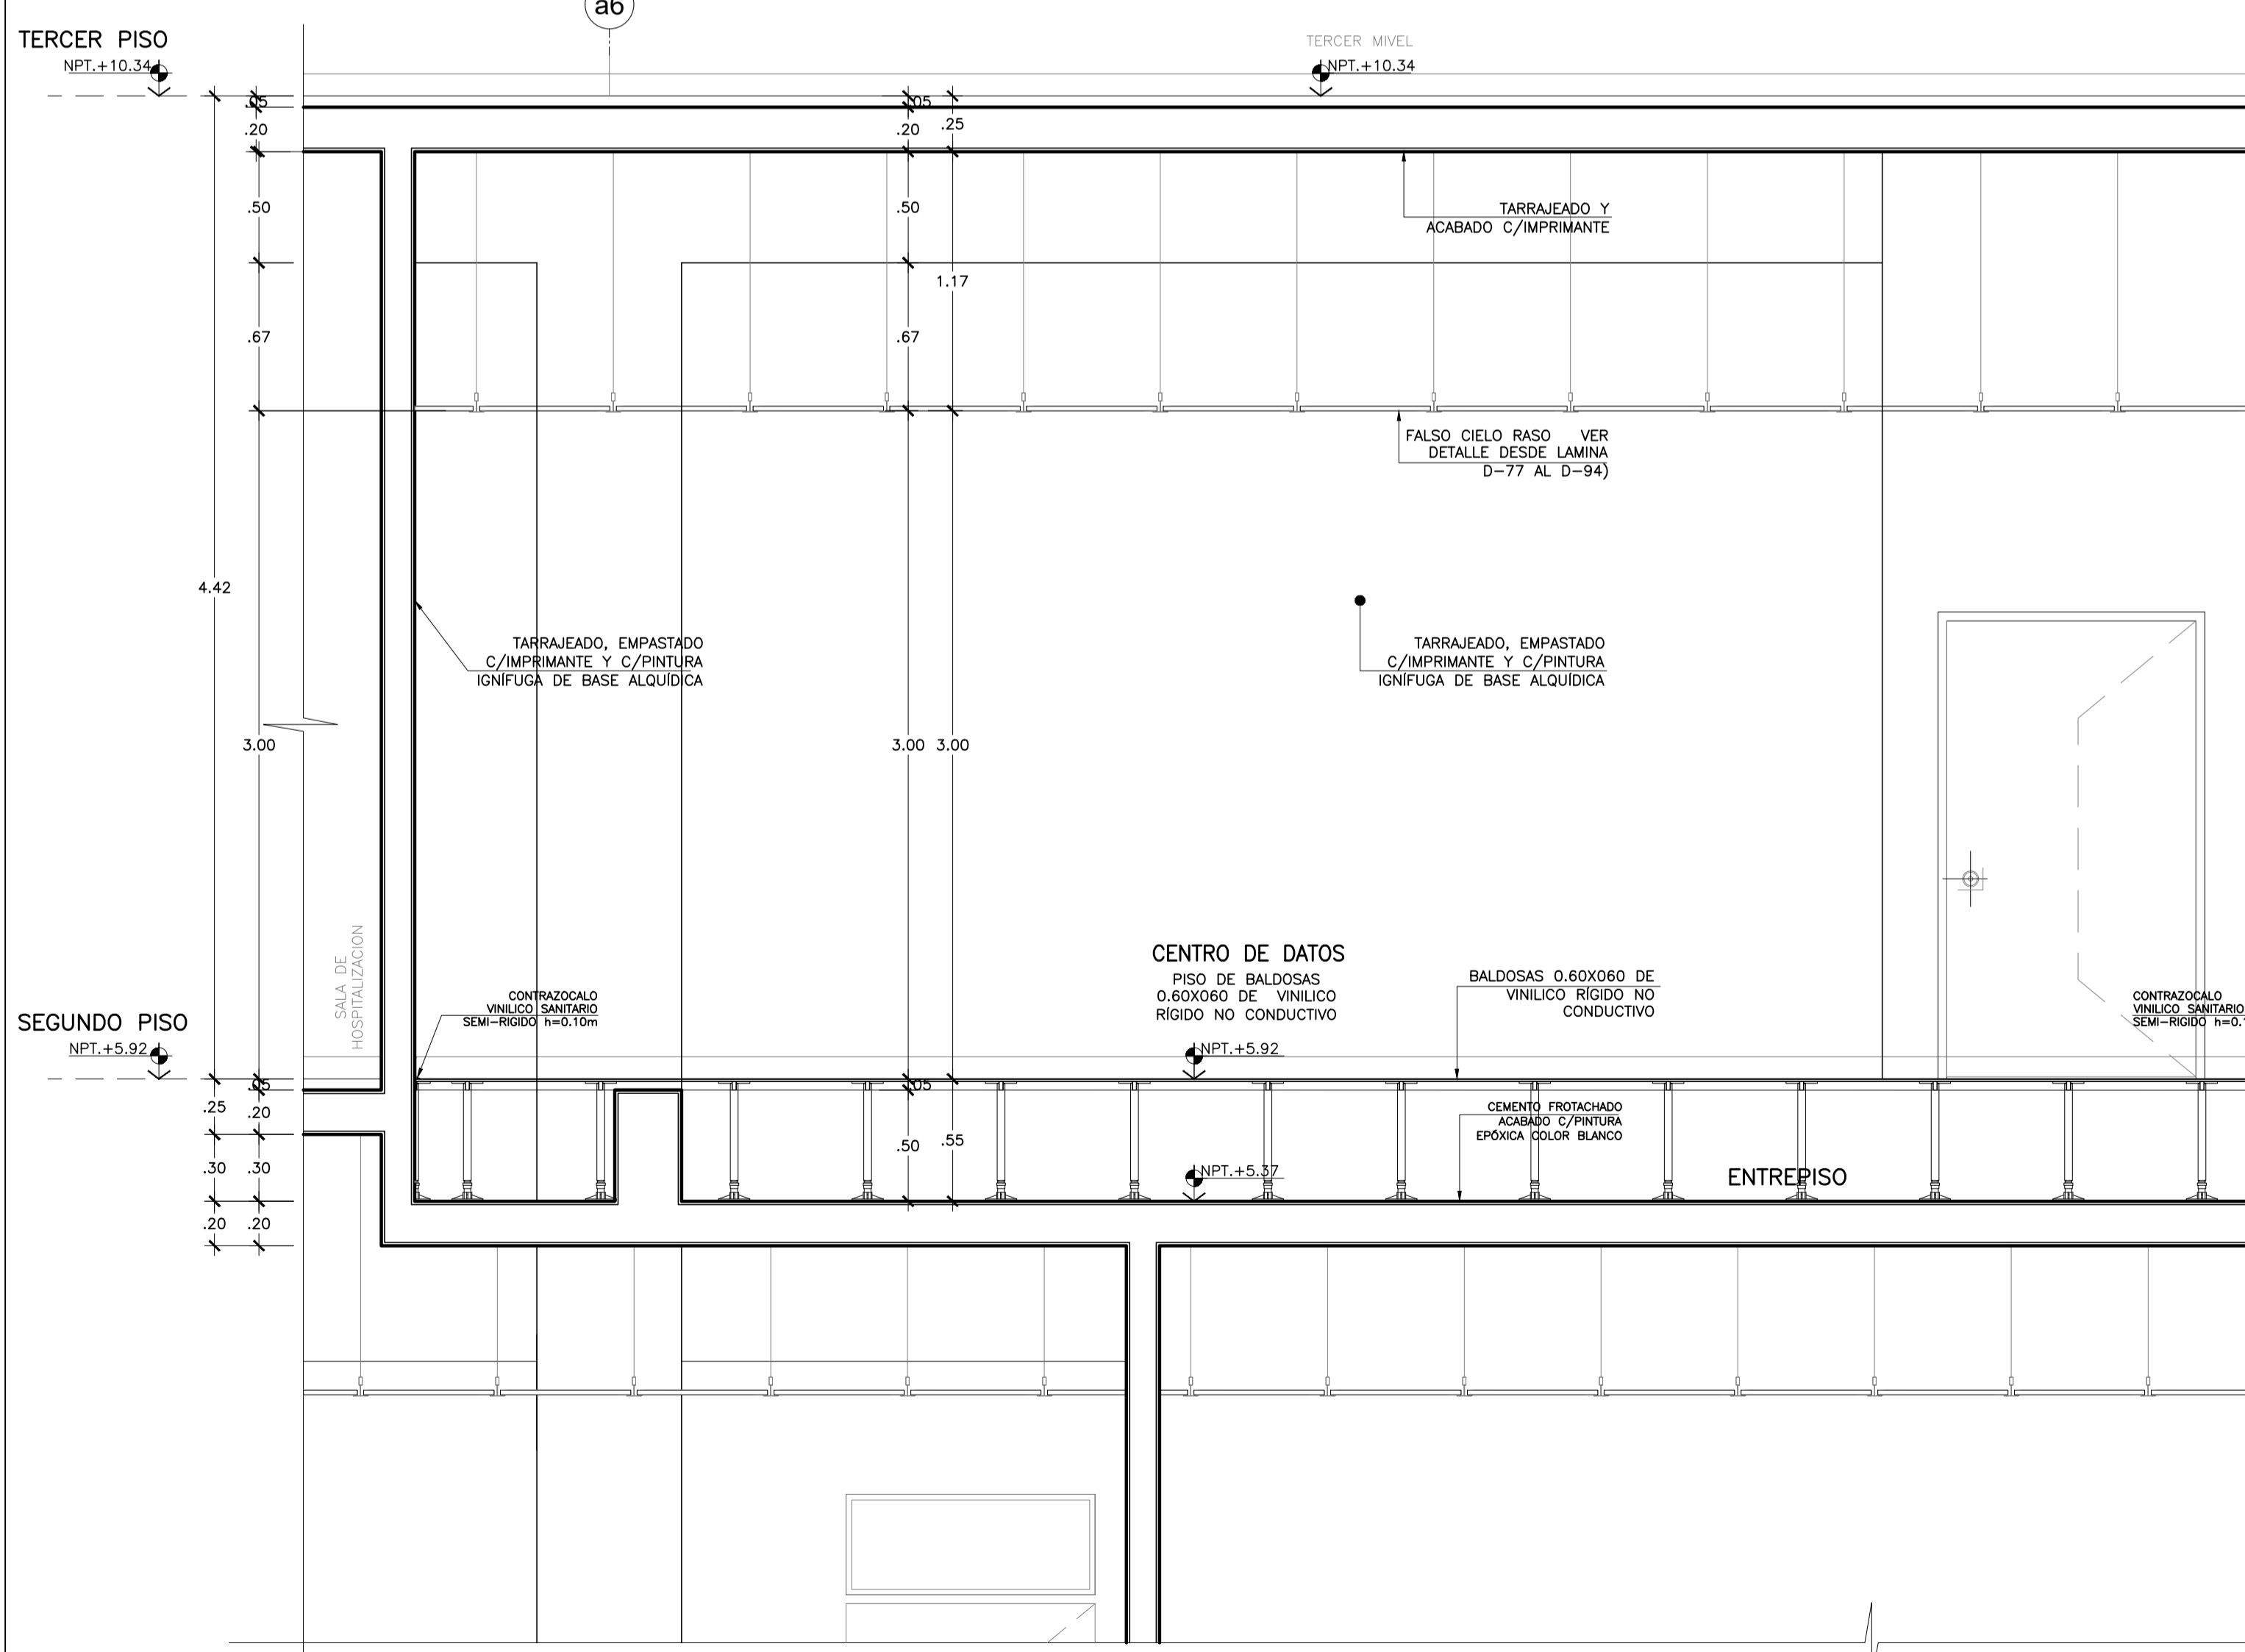 a6
TERCER PISO
NPT.+10.34
TERCER MIVEL
NPT.+10.34
.05
.20
.50
.67
4.42
3.00
.05
.20
.25
.50
1.17
.67
3.00 3.00
TARRAJEADO Y
ACABADO C/IMPRIMANTE
FALSO CIELO RASO VER
DETALLE DESDE LAMINA
D-77 AL D-94)
TARRAJEADO, EMPASTADO
C/IMPRIMANTE Y C/PINTURA
IGNÍFUGA DE BASE ALQUÍDICA
TARRAJEADO, EMPASTADO
C/IMPRIMANTE Y C/PINTURA
IGNÍFUGA DE BASE ALQUÍDICA
SALA DE
HOSPITALIZACION
CENTRO DE DATOS
PISO DE BALDOSAS
0.60X060 DE VINILICO
RÍGIDO NO CONDUCTIVO
BALDOSAS 0.60X060 DE
VINILICO RÍGIDO NO
CONDUCTIVO
CONTRAZOCALO
VINILICO SANITARIO
SEMI-RIGIDO h=0.10m
CONTRAZOCALO
VINILICO SANITARIO
SEMI-RIGIDO h=0.1
SEGUNDO PISO
NPT.+5.92
NPT.+5.92
.05
.25
.20
.30
.30
.20
.20
.05
.50
.55
CEMENTO FROTACHADO
ACABADO C/PINTURA
EPÓXICA COLOR BLANCO
NPT.+5.37
ENTREPISO